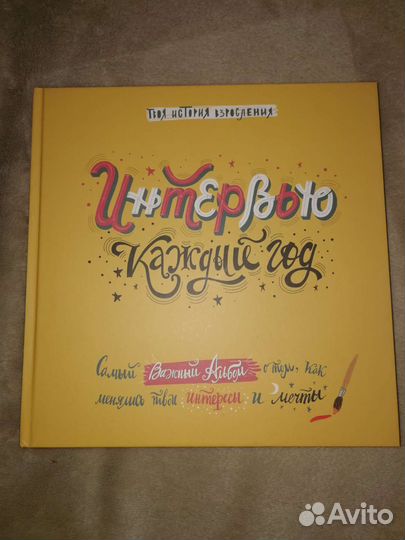 ТВОЯ ИСТОРИЯ ВЗРОСЛЕНИЯ
ИНТЕРВЬЮ
КАЖДЫЙ ГОД
Самый Важный Альбом о том, как
менялись твои интересы и мечты
Avito